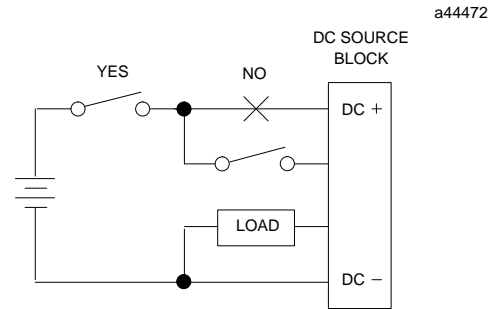 a44472
DC SOURCE
BLOCK
YES
NO
DC +
LOAD
DC −